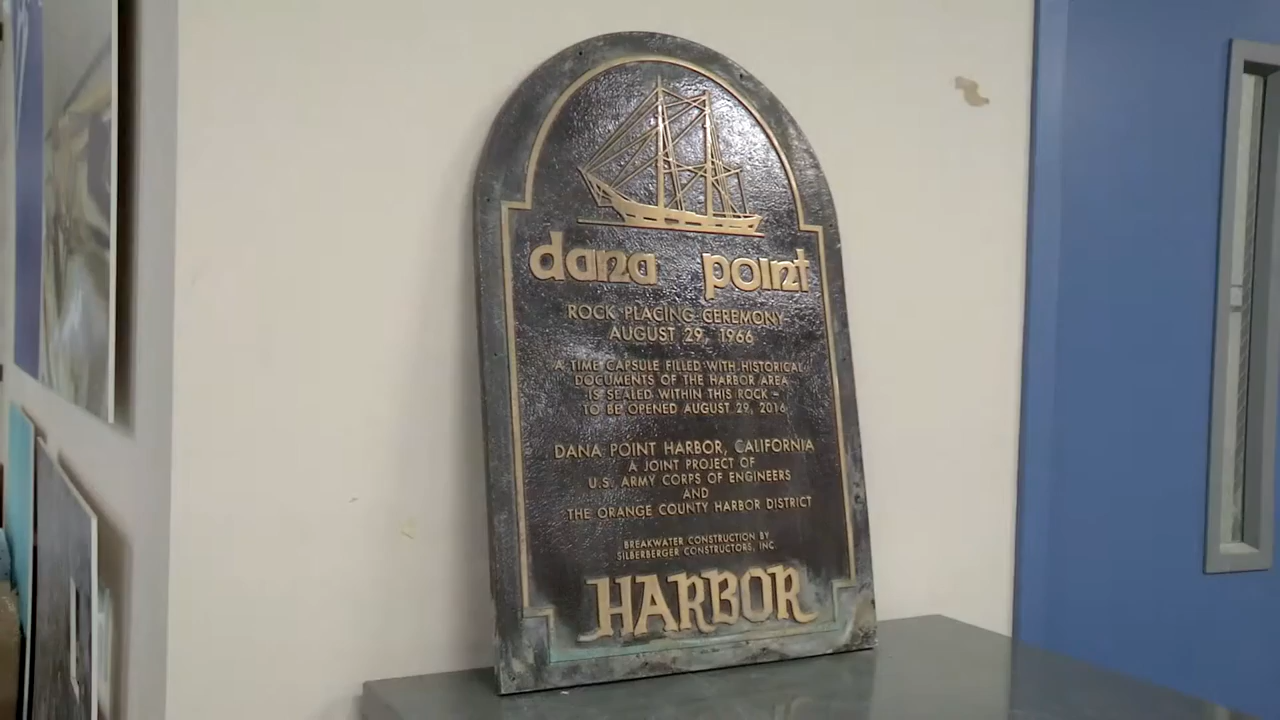 dana point
ROCK PLACING CEREMONY
AUGUST 29, 1966
A TIME CAPSULE FILLED WITH HISTORICAL
DOCUMENTS OF THE HARBOR AREA
IS SEALED WITHIN THIS ROCK –
TO BE OPENED AUGUST 29, 2016
DANA POINT HARBOR, CALIFORNIA
A JOINT PROJECT OF
U.S. ARMY CORPS OF ENGINEERS
AND
THE ORANGE COUNTY HARBOR DISTRICT
BREAKWATER CONSTRUCTION BY
SILBERBERGER CONSTRUCTORS, INC.
HARBOR